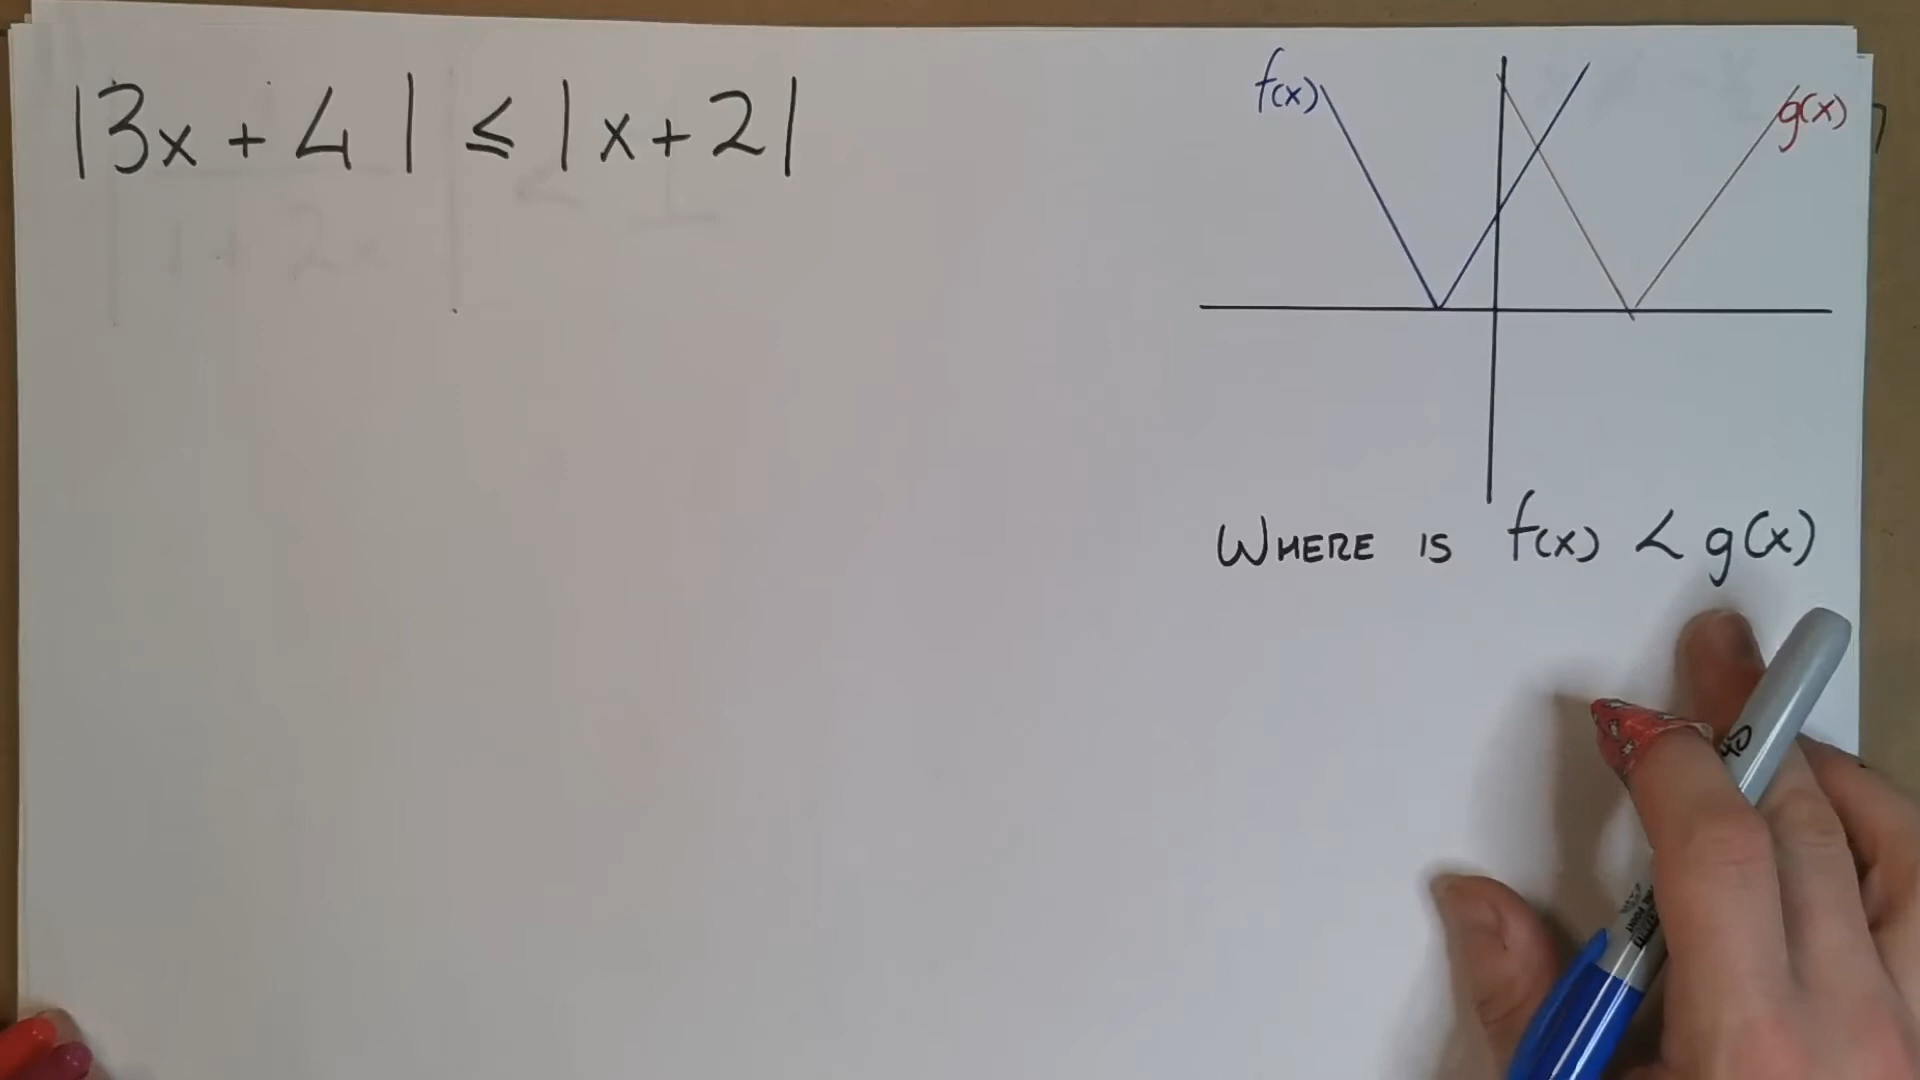 |3x + 4| ≤ |x+2|
f(x)
g(x)
WHERE IS f(x) < g(x)